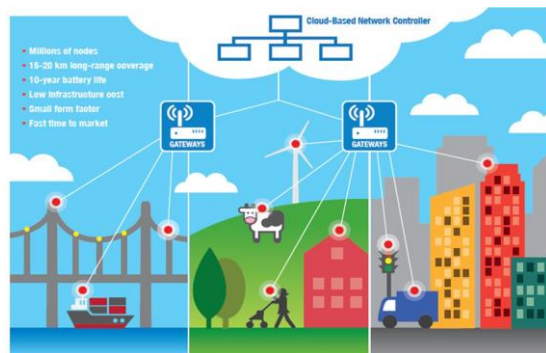 Cloud-Based Network Controller
• Millions of nodes
• 15-20 km long-range coverage
• 10-year battery life
• Low infrastructure cost
• Small form factor
• Fast time to market
GATEWAYS
GATEWAYS